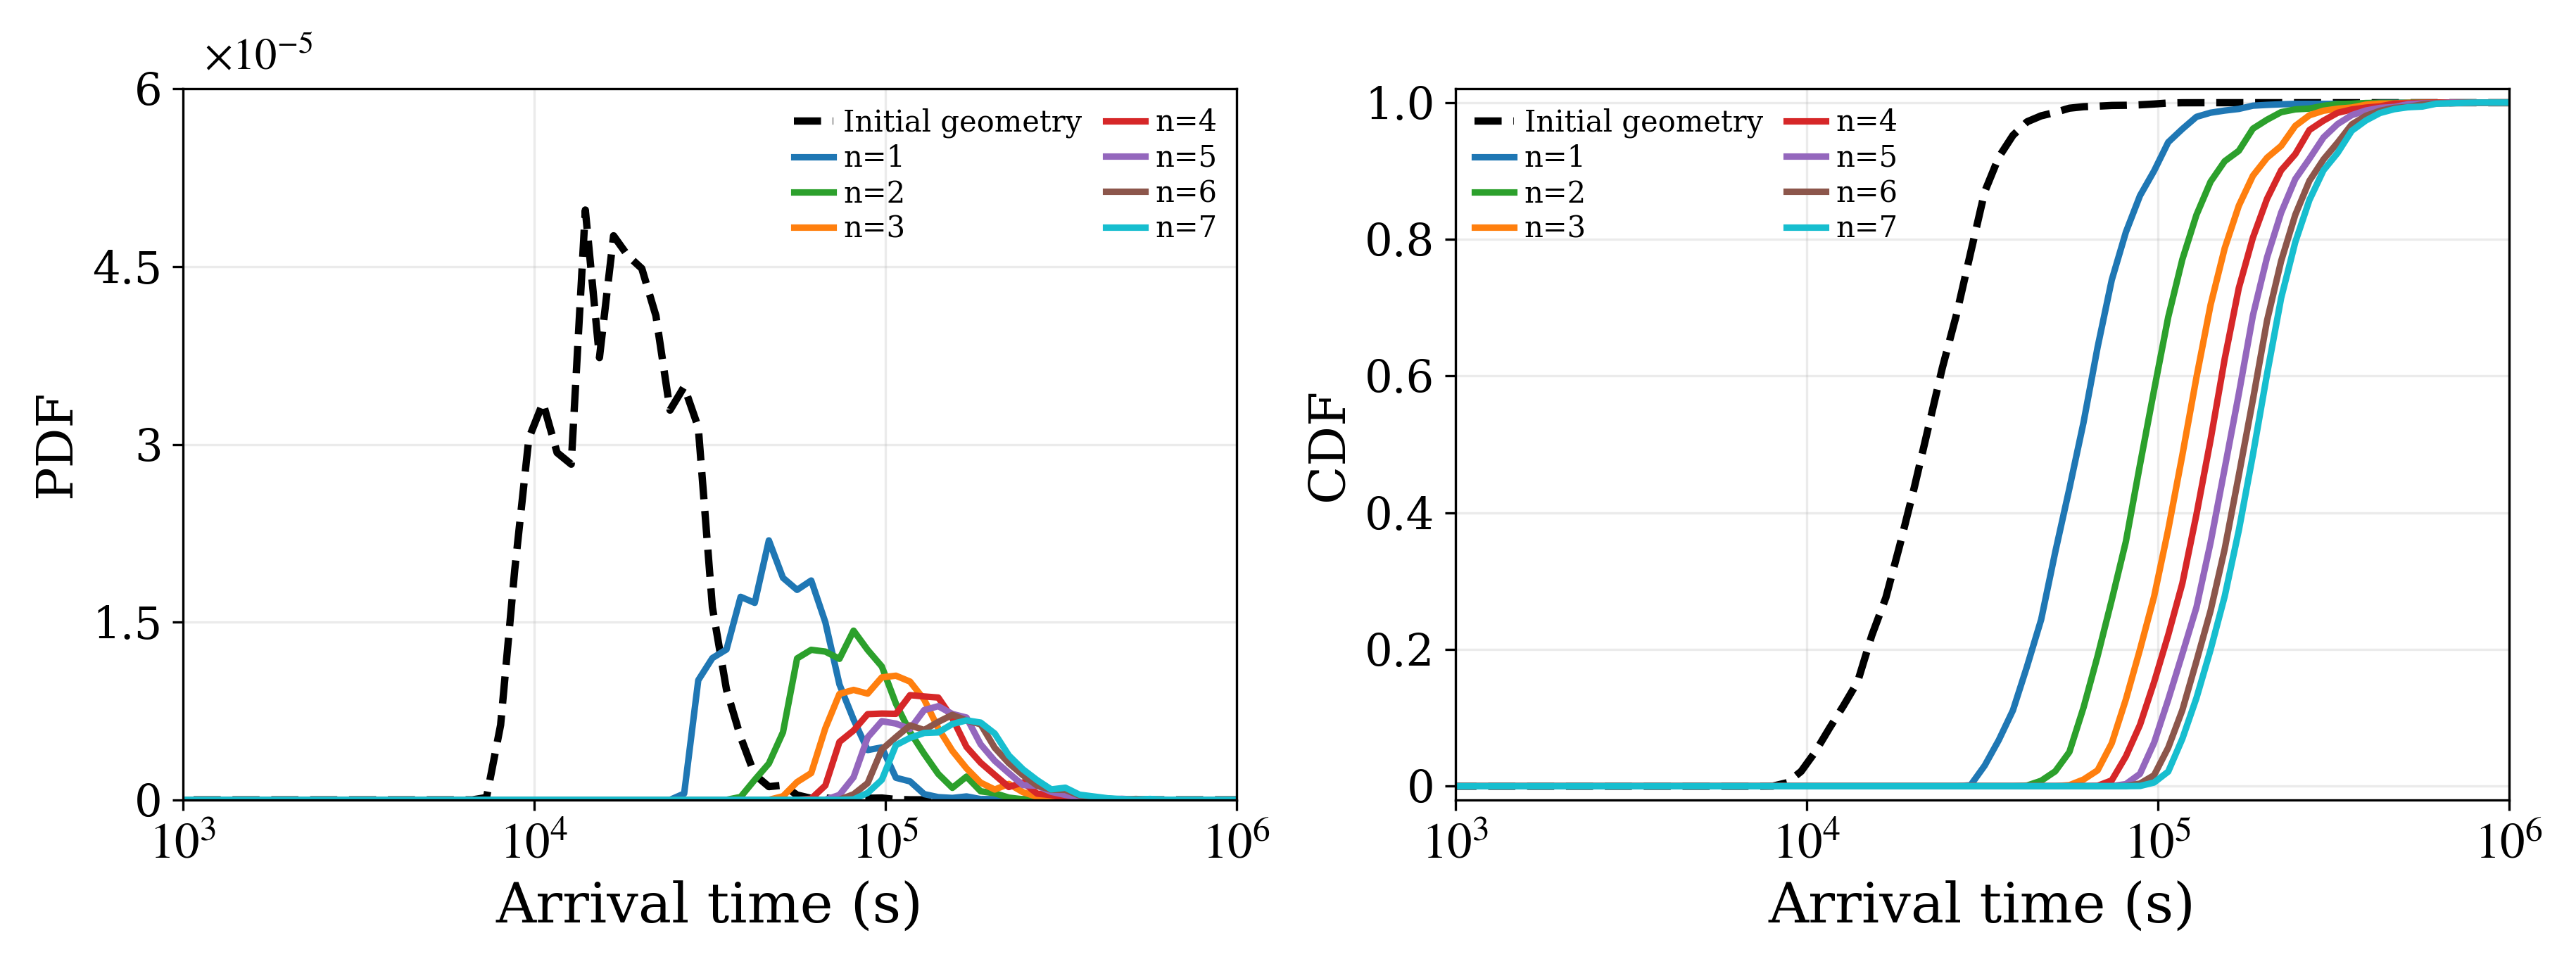 ×10⁻⁵
6
4.5
3
1.5
0
PDF
Initial geometry
n=1
n=2
n=3
n=4
n=5
n=6
n=7
10³ 10⁴ 10⁵ 10⁶
Arrival time (s)
1.0
0.8
0.6
0.4
0.2
0
CDF
Initial geometry
n=1
n=2
n=3
n=4
n=5
n=6
n=7
10³ 10⁴ 10⁵ 10⁶
Arrival time (s)